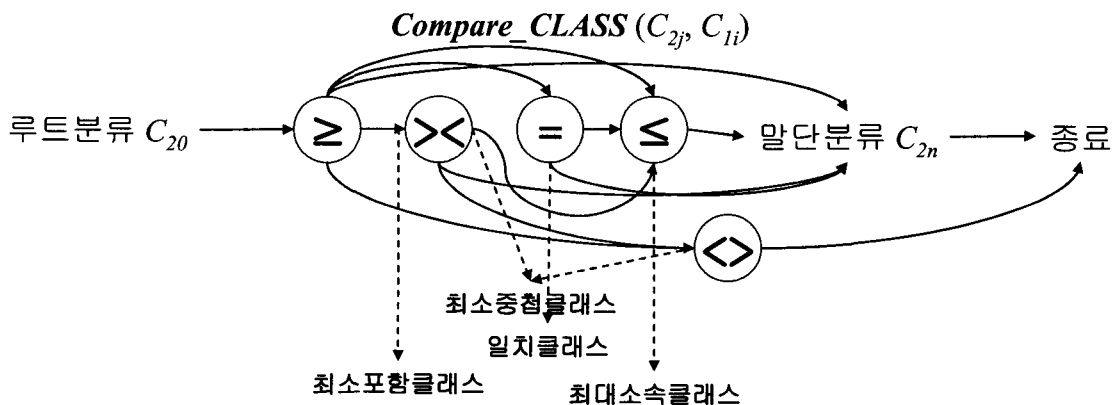 Compare_CLASS (C2j, C1i)
루트분류 C20 ≥ >< = ≤ 말단분류 C2n 종료
<>
최소중첩클래스
일치클래스
최소포함클래스
최대소속클래스